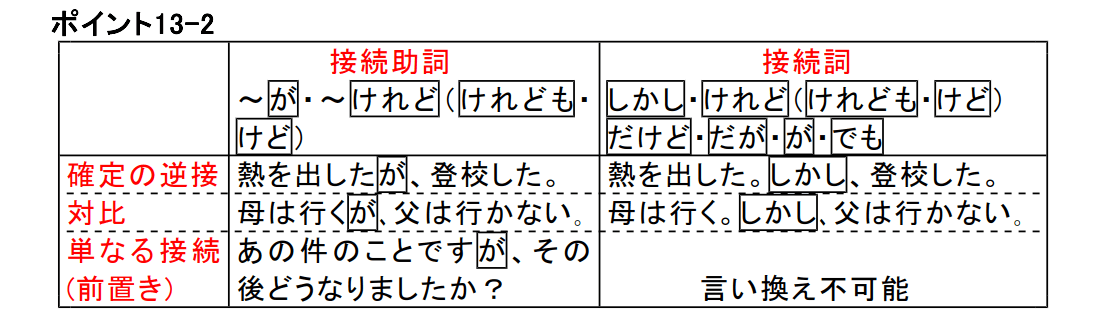 ポイント13-2
接続助詞 接続詞
～が・～けれど(けれども・ しかし・けれど(けれども・けど)
けど) だけど・だが・が・でも
確定の逆接 熱を出したが、登校した。 熱を出した。しかし、登校した。
対比 母は行くが、父は行かない。 母は行く。しかし、父は行かない。
単なる接続 あの件のことですが、その
(前置き) 後どうなりましたか？ 言い換え不可能